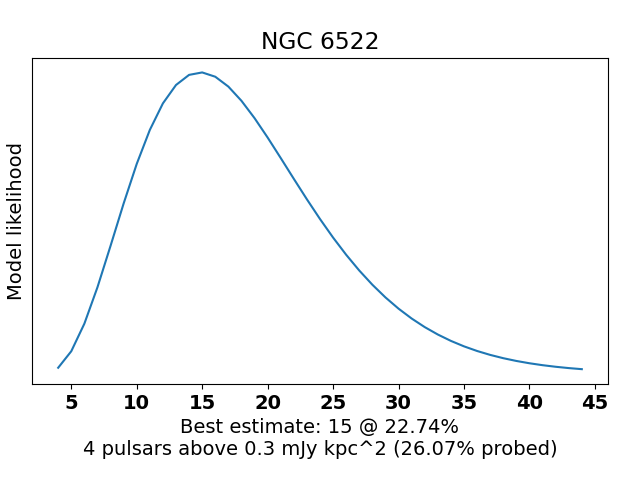 NGC 6522
Model likelihood
5 10 15 20 25 30 35 40 45
Best estimate: 15 @ 22.74%
4 pulsars above 0.3 mJy kpc^2 (26.07% probed)